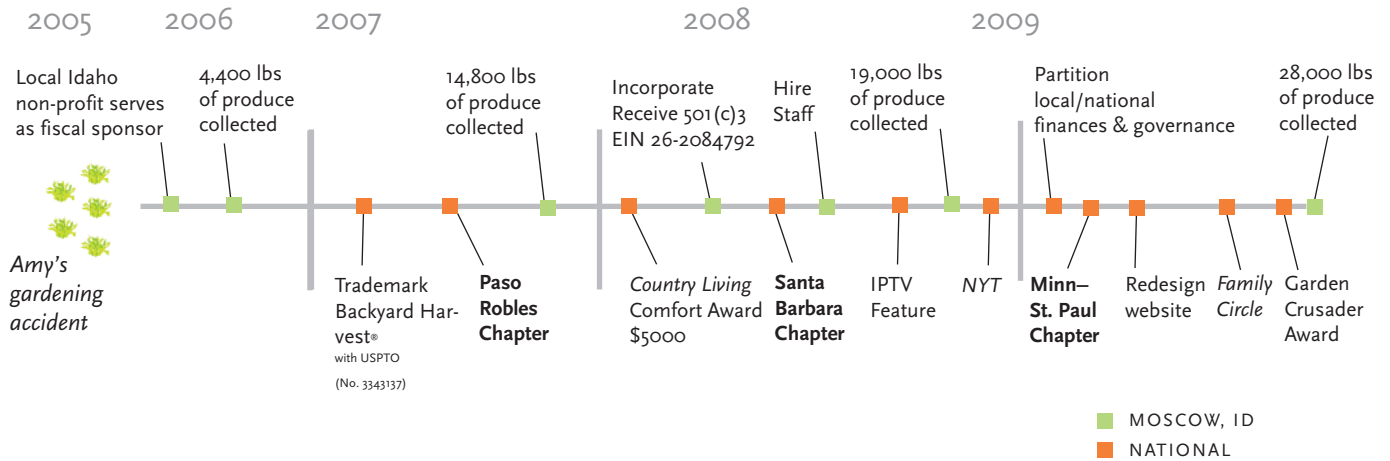 2005
2006
2007
2008
2009
Local Idaho
non-profit serves
as fiscal sponsor
4,400 lbs
of produce
collected
14,800 lbs
of produce
collected
Incorporate
Receive 501(c)3
EIN 26-2084792
Hire
Staff
19,000 lbs
of produce
collected
Partition
local/national
finances & governance
28,000 lbs
of produce
collected
Amy's
gardening
accident
Trademark
Backyard Har-
vest®
with USPTO
(No. 3343137)
Paso
Robles
Chapter
Country Living
Comfort Award
$5000
Santa
Barbara
Chapter
IPTV
Feature
NYT
Minn–
St. Paul
Chapter
Redesign
website
Family
Circle
Garden
Crusader
Award
MOSCOW, ID
NATIONAL